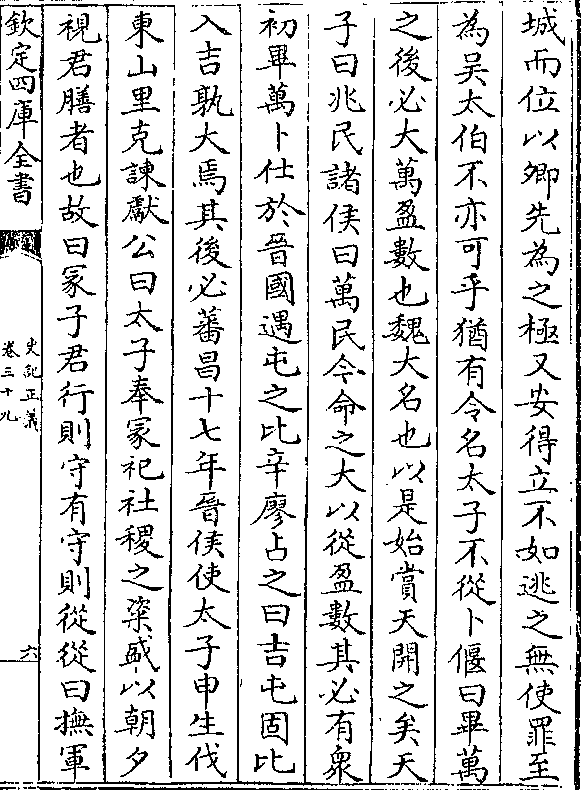 城而位以卿先為之極又安得立不如逃之無使罪至
為吳太伯不亦可乎猶有令名太子不從卜偃曰畢萬
之後必大萬盈數也魏大名也以是始賞天開之矣天
子曰兆民諸侯曰萬民今命之大以從盈數其必有衆
初畢萬卜仕於晉國遇屯之比辛廖占之曰吉屯固比
入吉孰大焉其後必蕃昌十七年晉侯使太子申生伐
東山里克諫獻公曰太子奉冢祀社稷之粢盛以朝夕
視君膳者也故曰冢子君行則守有守則從從曰撫軍
欽定四庫全書
史記正義
卷三十九
六